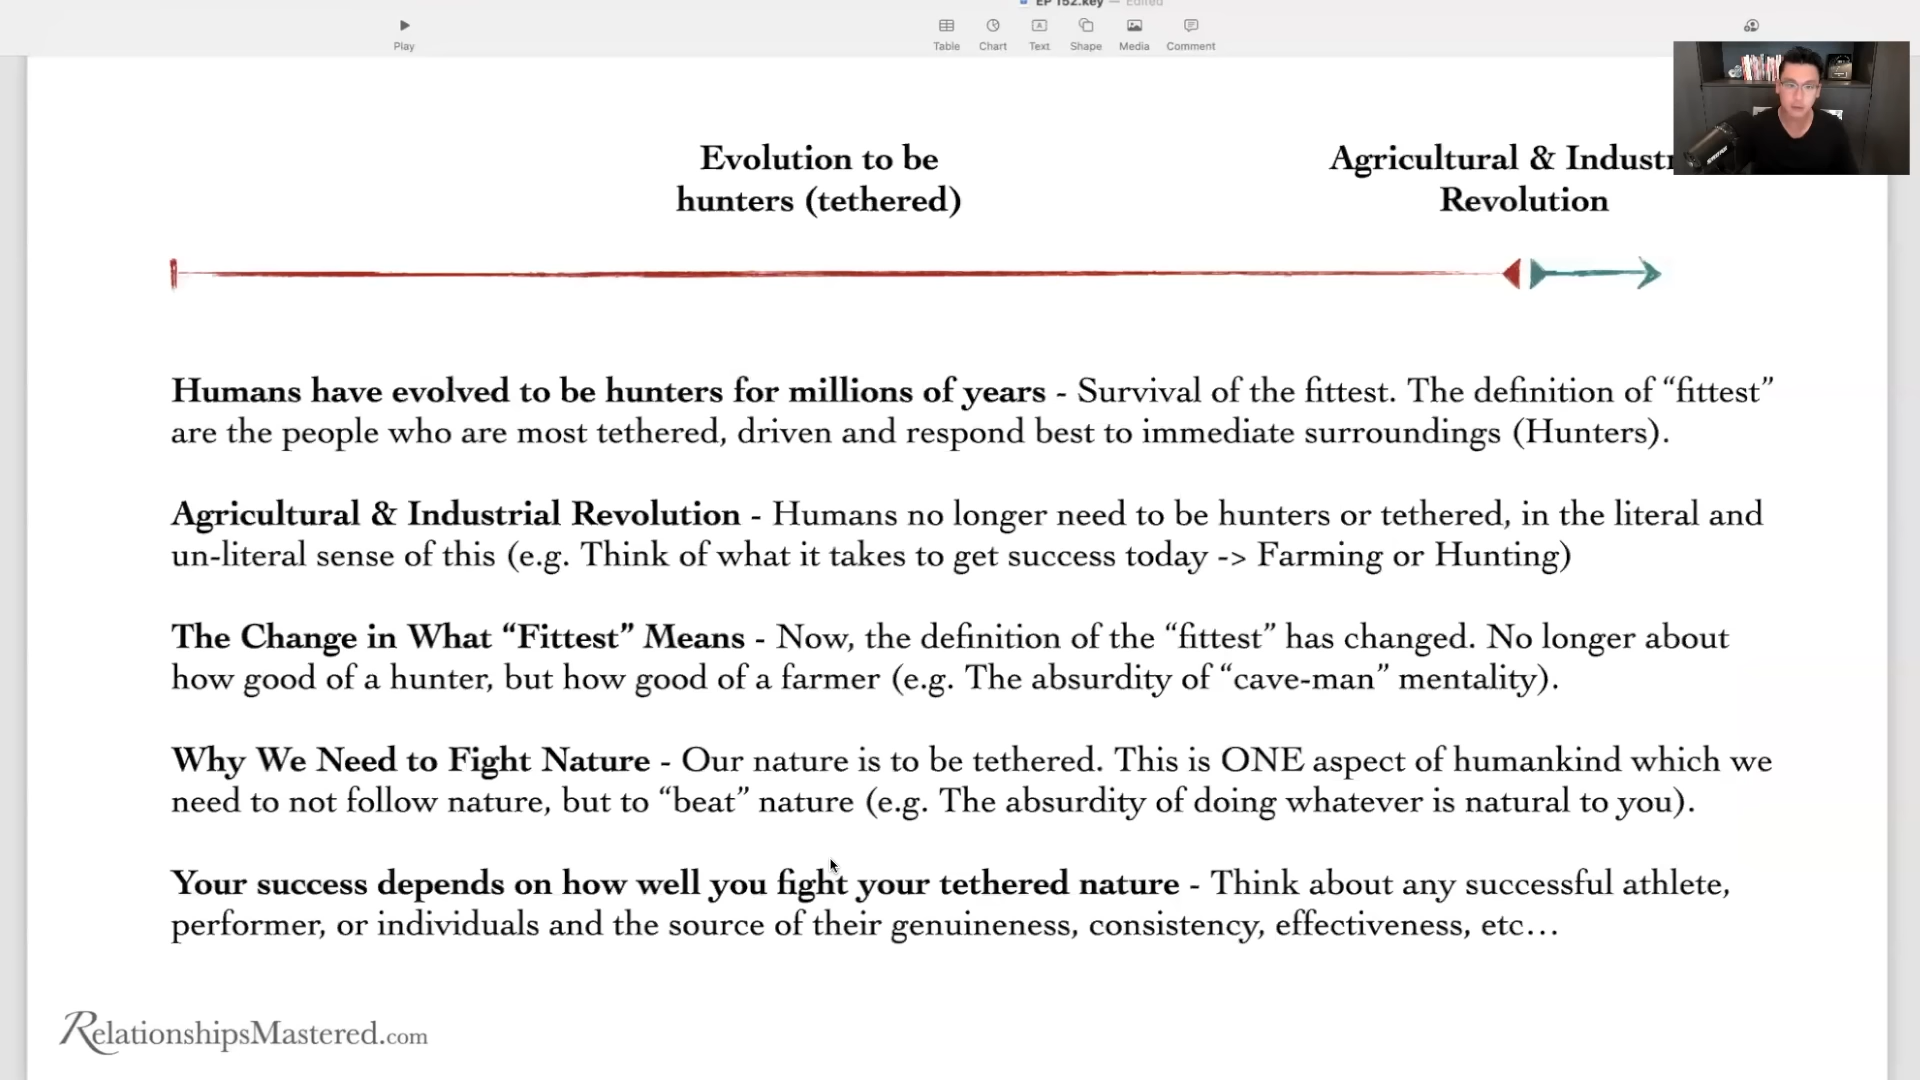 EP 152.key — Edited
Play
Table
Chart
Text
Shape
Media
Comment
Evolution to be
hunters (tethered)
Agricultural & Industr
Revolution
Humans have evolved to be hunters for millions of years - Survival of the fittest. The definition of “fittest”
are the people who are most tethered, driven and respond best to immediate surroundings (Hunters).
Agricultural & Industrial Revolution - Humans no longer need to be hunters or tethered, in the literal and
un-literal sense of this (e.g. Think of what it takes to get success today -> Farming or Hunting)
The Change in What “Fittest” Means - Now, the definition of the “fittest” has changed. No longer about
how good of a hunter, but how good of a farmer (e.g. The absurdity of “cave-man” mentality).
Why We Need to Fight Nature - Our nature is to be tethered. This is ONE aspect of humankind which we
need to not follow nature, but to “beat” nature (e.g. The absurdity of doing whatever is natural to you).
Your success depends on how well you fight your tethered nature - Think about any successful athlete,
performer, or individuals and the source of their genuineness, consistency, effectiveness, etc…
RelationshipsMastered.com